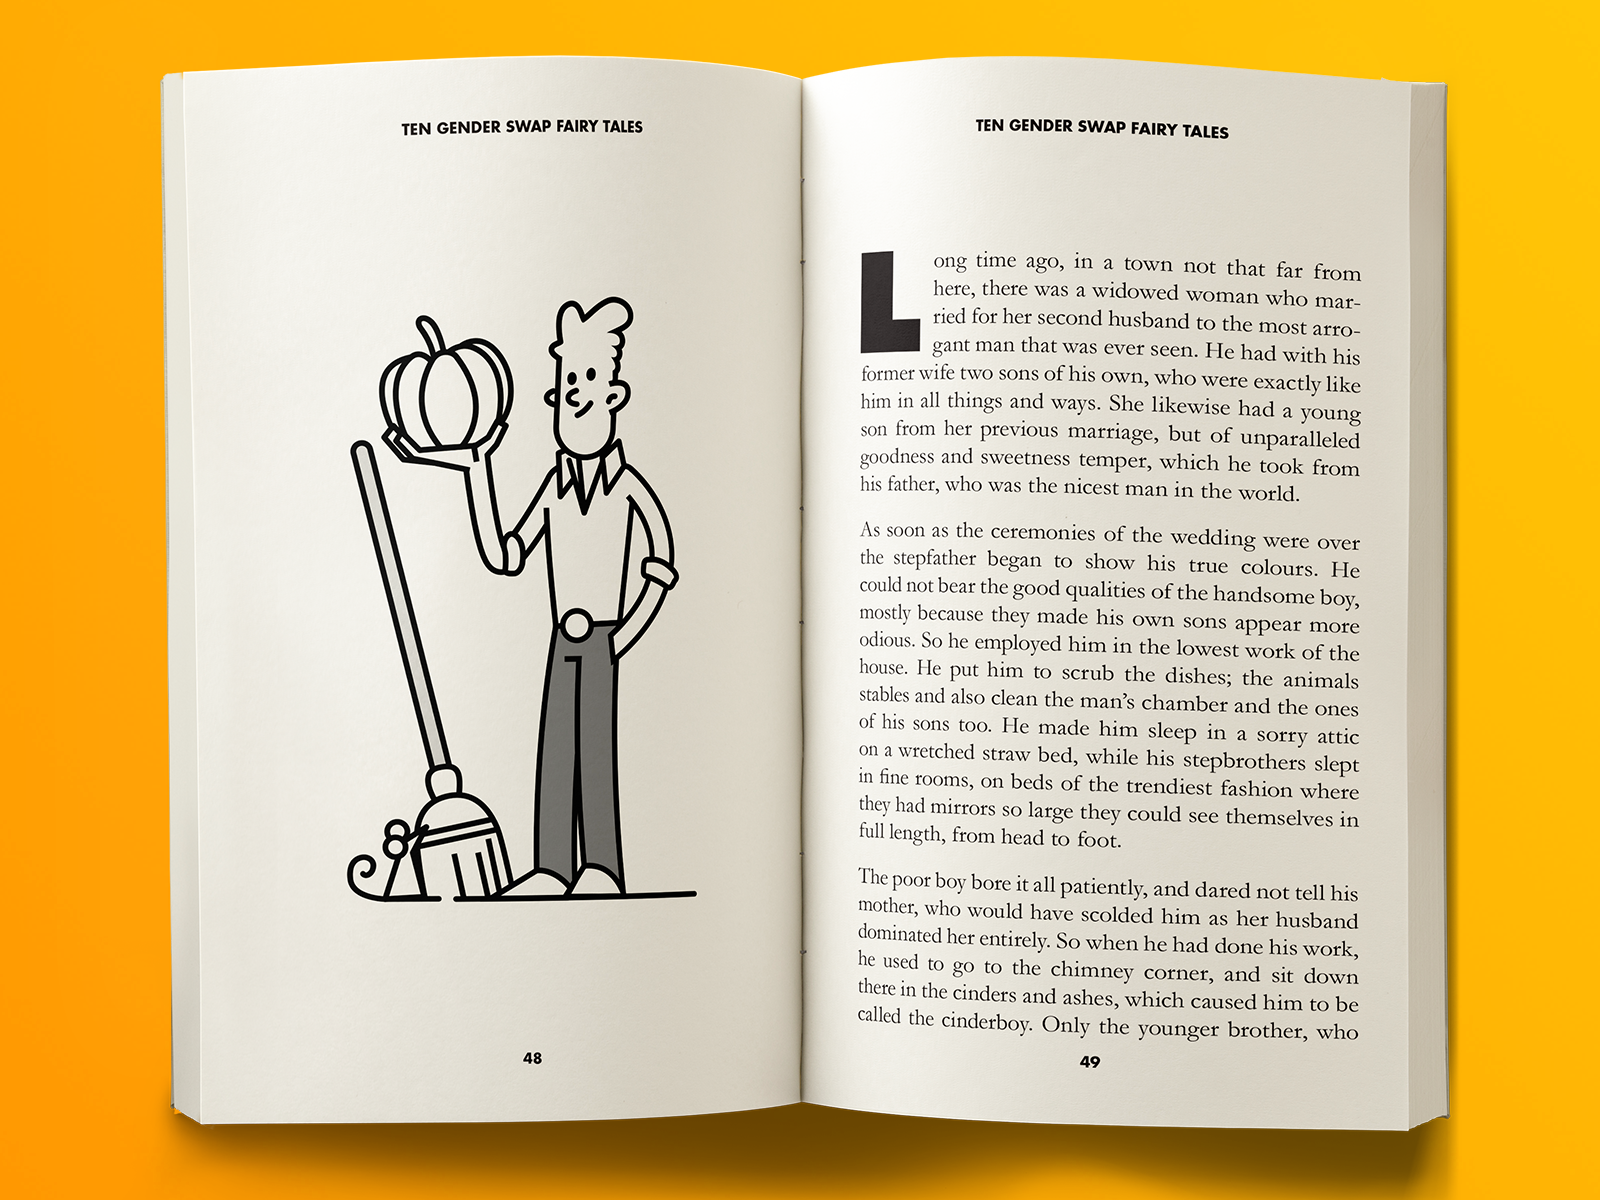 TEN GENDER SWAP FAIRY TALES
48
TEN GENDER SWAP FAIRY TALES
Long time ago, in a town not that far from
here, there was a widowed woman who mar-
ried for her second husband to the most arro-
gant man that was ever seen. He had with his
former wife two sons of his own, who were exactly like
him in all things and ways. She likewise had a young
son from her previous marriage, but of unparalleled
goodness and sweetness temper, which he took from
his father, who was the nicest man in the world.
As soon as the ceremonies of the wedding were over
the stepfather began to show his true colours. He
could not bear the good qualities of the handsome boy,
mostly because they made his own sons appear more
odious. So he employed him in the lowest work of the
house. He put him to scrub the dishes; the animals
stables and also clean the man’s chamber and the ones
of his sons too. He made him sleep in a sorry attic
on a wretched straw bed, while his stepbrothers slept
in fine rooms, on beds of the trendiest fashion where
they had mirrors so large they could see themselves in
full length, from head to foot.
The poor boy bore it all patiently, and dared not tell his
mother, who would have scolded him as her husband
dominated her entirely. So when he had done his work,
he used to go to the chimney corner, and sit down
there in the cinders and ashes, which caused him to be
called the cinderboy. Only the younger brother, who
49